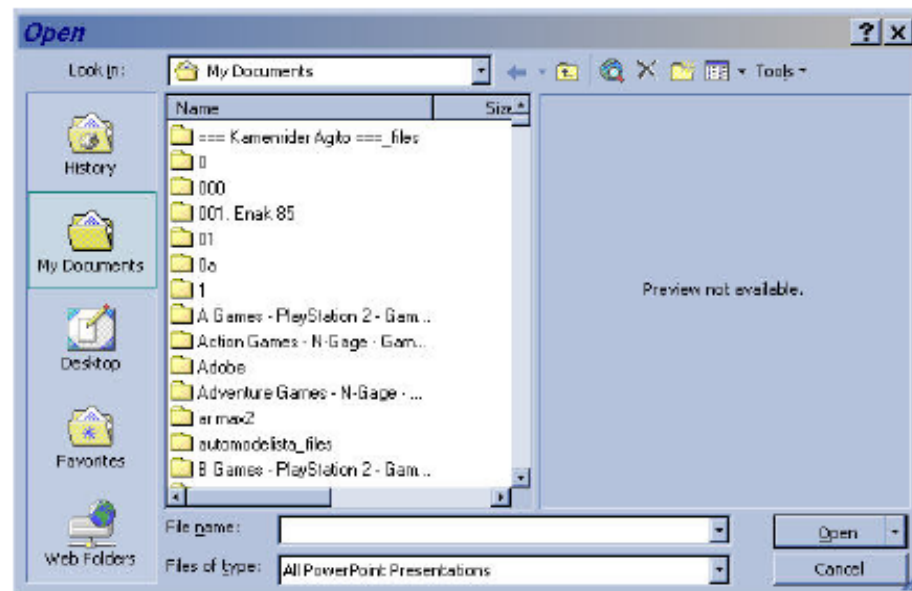 Open
Look in:
My Documents
Tools
Name Size
=== Kamenrider Agito ===_files
0
000
001. Enak 85
01
0a
1
A Games - PlayStation 2 - Gam...
Action Games - N-Gage - Gam...
Adobe
Adventure Games - N-Gage - ...
armax2
automodelista_files
B Games - PlayStation 2 - Gam...
History
My Documents
Desktop
Favorites
Web Folders
Preview not available.
File name:
Open
Files of type: All PowerPoint Presentations
Cancel